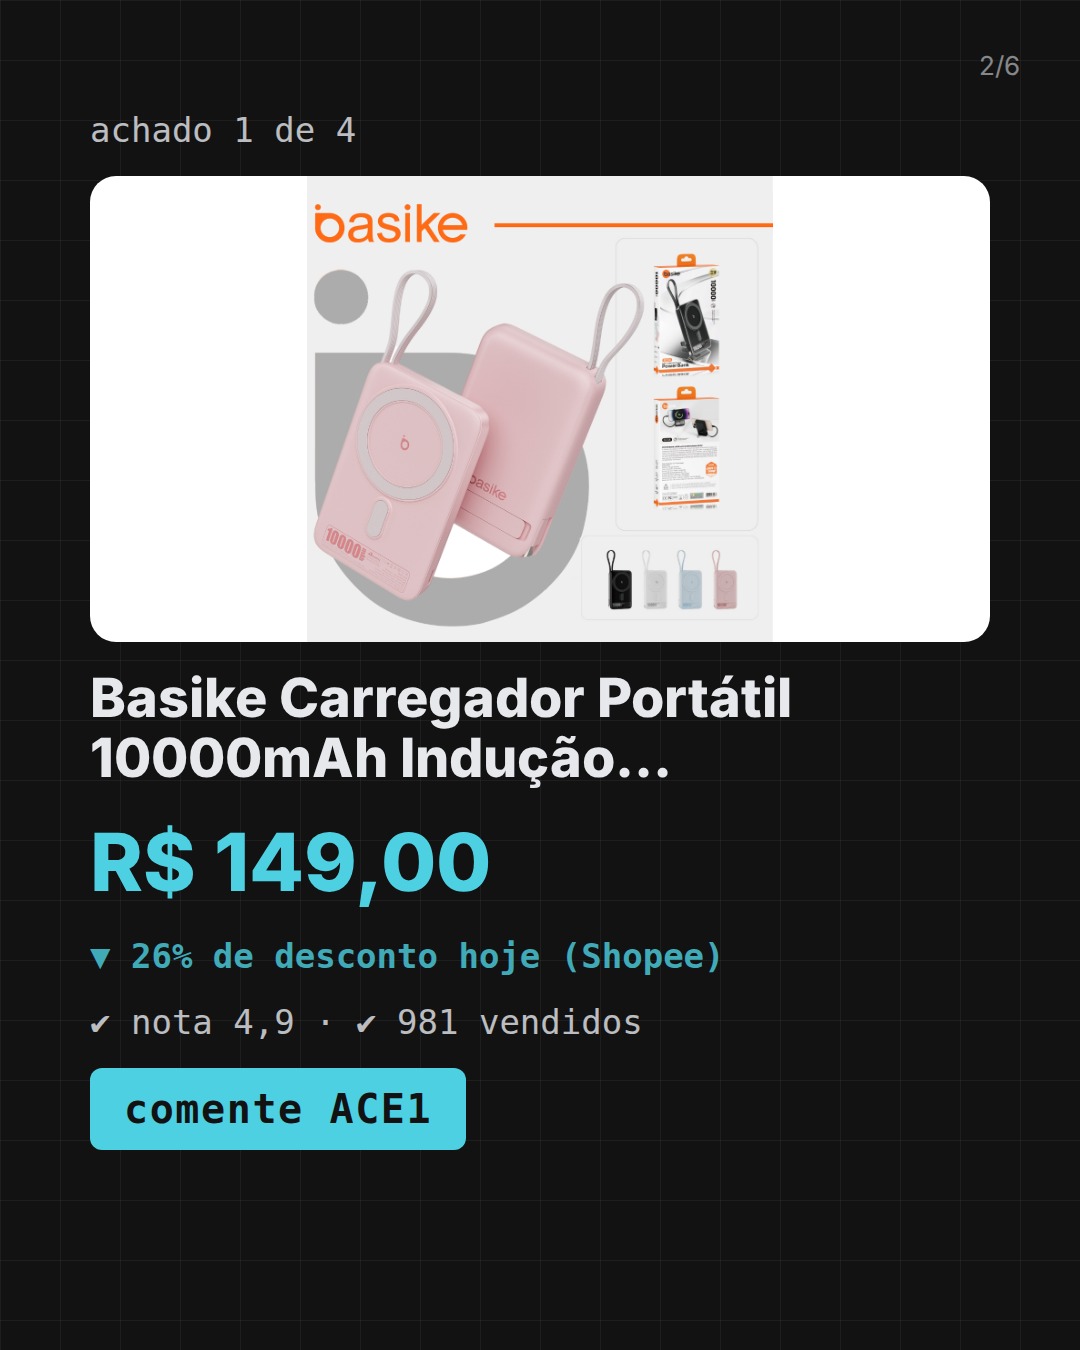 2/6
achado 1 de 4
basike
basike
10000
Basike Carregador Portátil
10000mAh Indução...
R$ 149,00
▼ 26% de desconto hoje (Shopee)
✔ nota 4,9 · ✔ 981 vendidos
comente ACE1